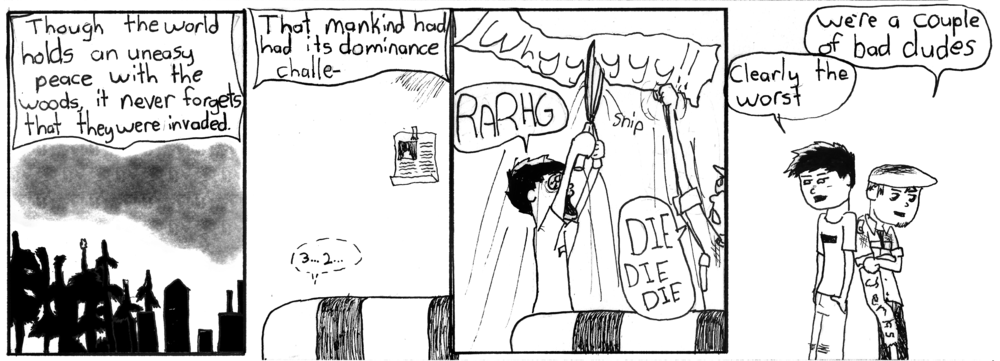 Though the world
holds an uneasy
peace with the
woods, it never forgets
that they were invaded.
That mankind had
had its dominance
challe-
3...2...
Whyyyyyy!!
RARHG
snip
DIE
DIE
DIE
we're a couple
of bad dudes
Clearly the
worst